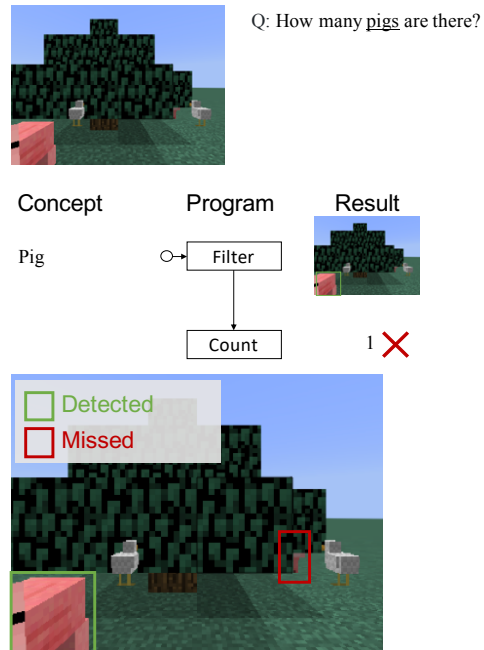 Q: How many pigs are there?
Concept Program Result
Pig
Filter
Count
1
Detected
Missed